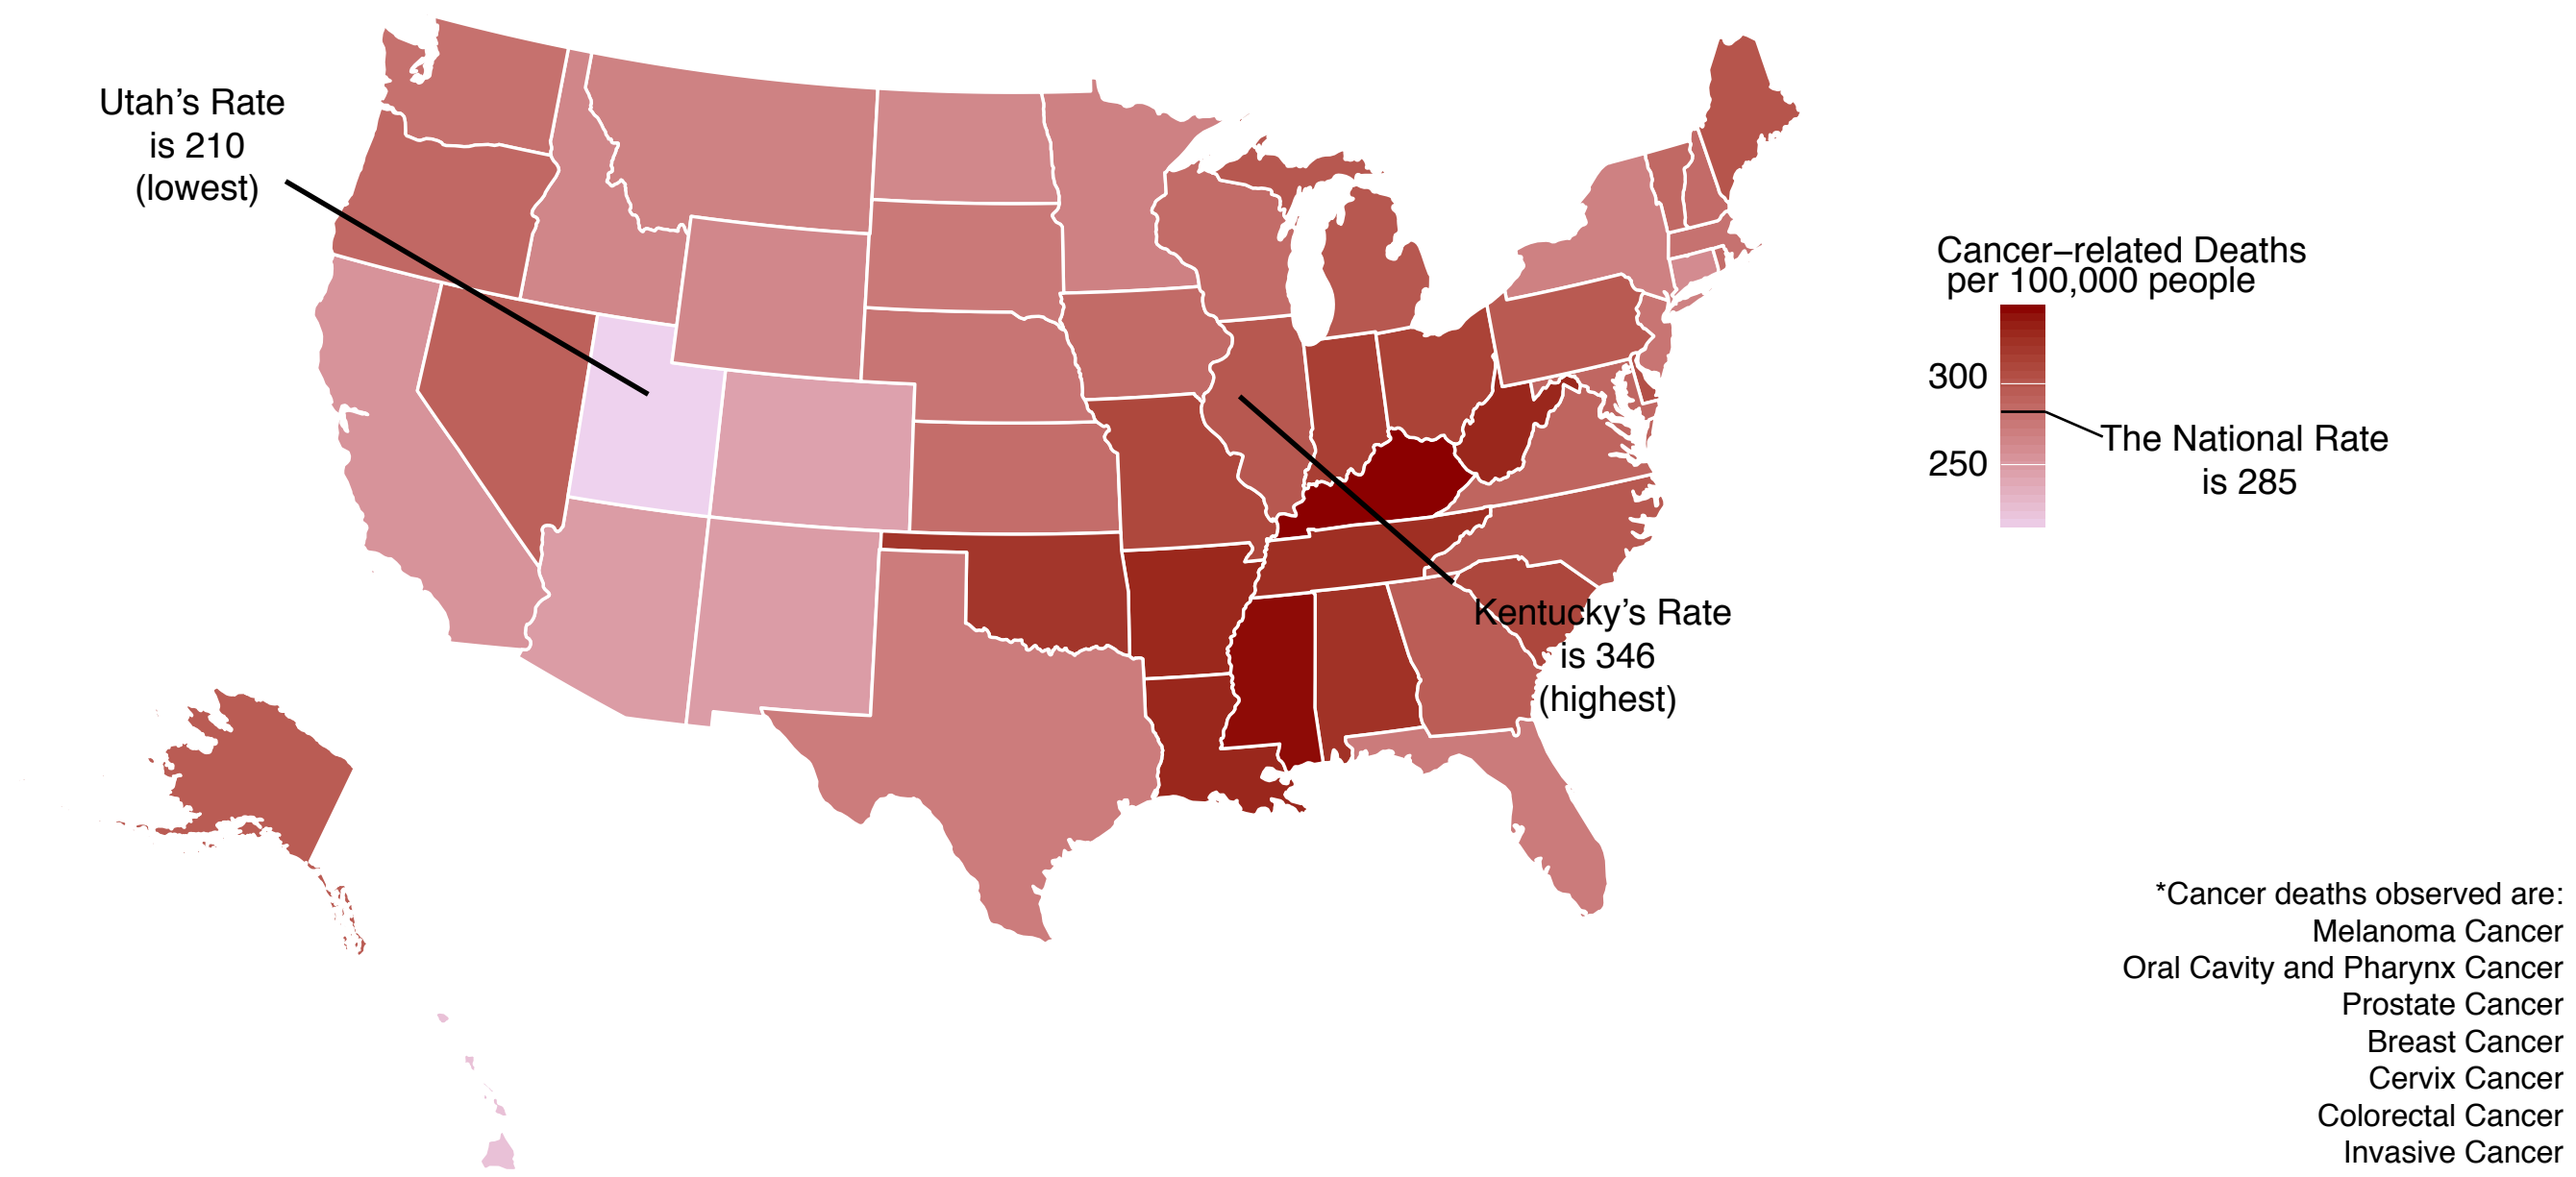 Utah’s Rate
is 210
(lowest)
Cancer−related Deaths
per 100,000 people
300
250
The National Rate
is 285
Kentucky’s Rate
is 346
(highest)
*Cancer deaths observed are:
Melanoma Cancer
Oral Cavity and Pharynx Cancer
Prostate Cancer
Breast Cancer
Cervix Cancer
Colorectal Cancer
Invasive Cancer